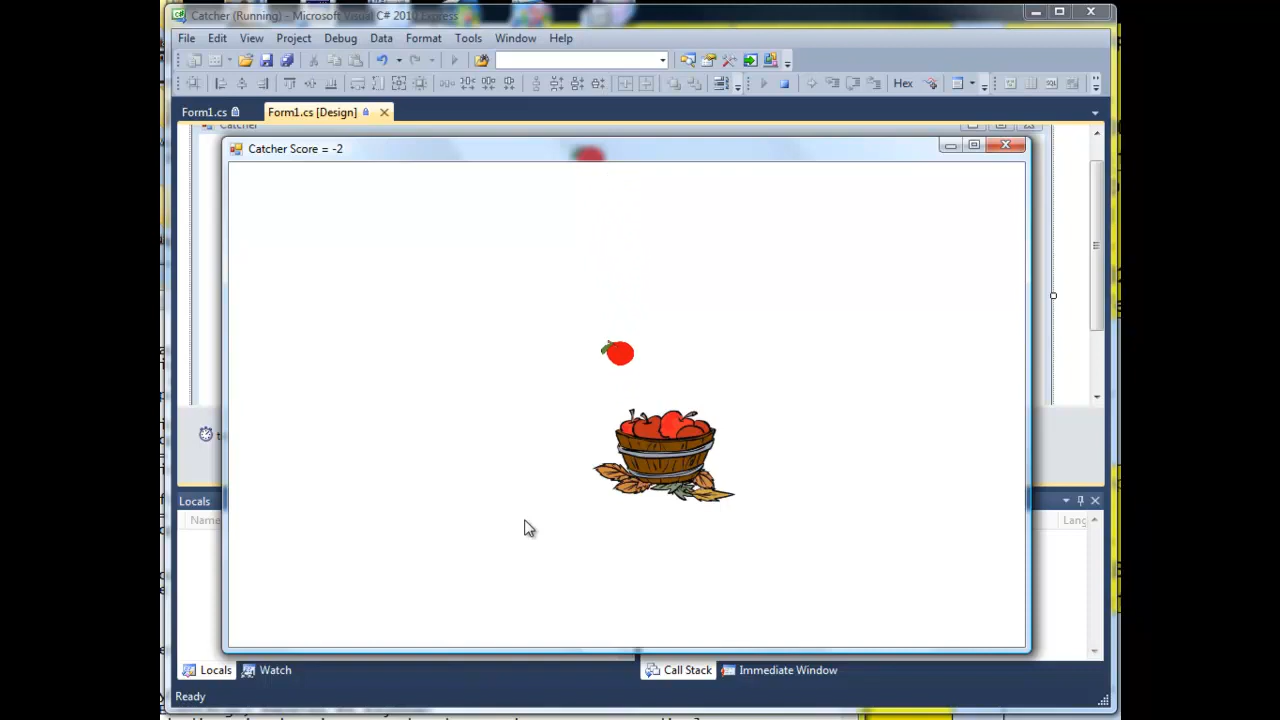 Catcher (Running) - Microsoft Visual C# 2010 Express
File Edit View Project Debug Data Format Tools Window Help
Hex
Form1.cs Form1.cs [Design]
Catcher
Catcher Score = -2
Locals
Name
Lang
Locals Watch Call Stack Immediate Window
Ready